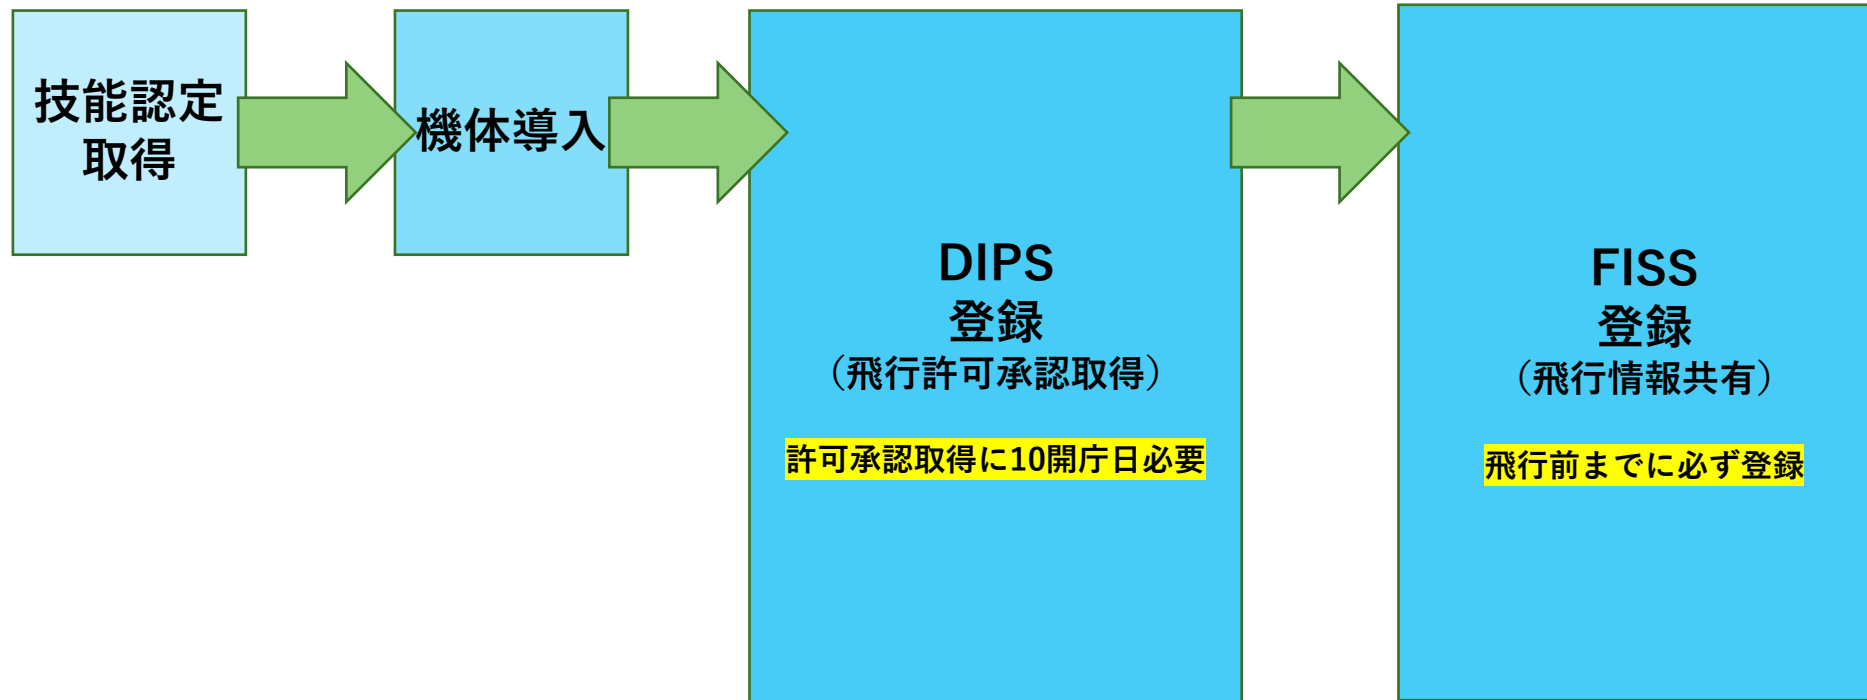 技能認定
取得
機体導入
DIPS
登録
（飛行許可承認取得）
許可承認取得に10開庁日必要
FISS
登録
（飛行情報共有）
飛行前までに必ず登録